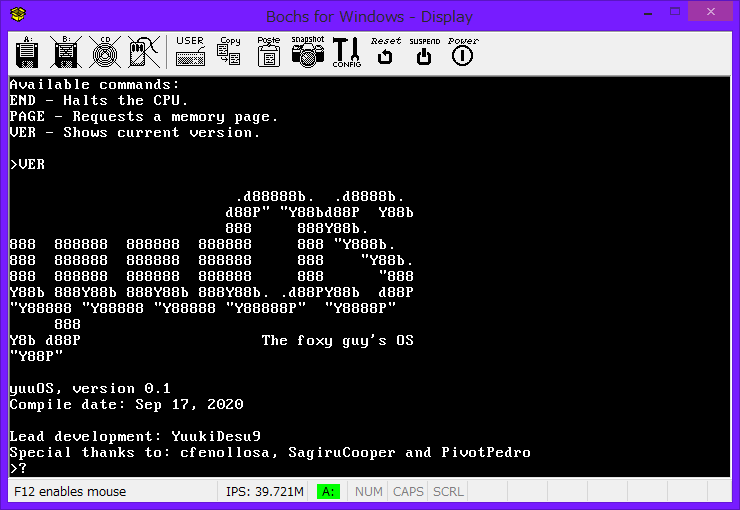 Bochs for Windows - Display
A: B: CD USER Copy Poste snapshot CONFIG Reset SUSPEND Power
Available commands:
END - Halts the CPU.
PAGE - Requests a memory page.
VER - Shows current version.
>VER
                         .d88888b.  .d8888b.
                        d88P" "Y88bd88P  Y88b
                        888     888Y88b.
888  888888  888888  888888     888 "Y888b.
888  888888  888888  888888     888    "Y88b.
888  888888  888888  888888     888      "888
Y88b 888Y88b 888Y88b 888Y88b. .d88PY88b  d88P
"Y88888 "Y88888 "Y88888 "Y88888P"  "Y8888P"
     888
Y8b d88P                    The foxy guy's OS
"Y88P"
yuuOS, version 0.1
Compile date: Sep 17, 2020
Lead development: YuukiDesu9
Special thanks to: cfenollosa, SagiruCooper and PivotPedro
>?
F12 enables mouse IPS: 39.721M A: NUM CAPS SCRL